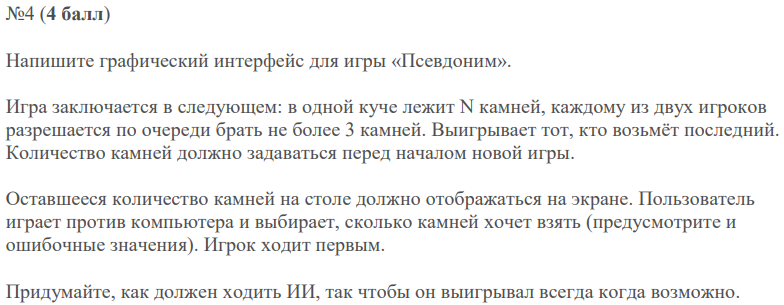 №4 (4 балл)
Напишите графический интерфейс для игры «Псевдоним».
Игра заключается в следующем: в одной куче лежит N камней, каждому из двух игроков
разрешается по очереди брать не более 3 камней. Выигрывает тот, кто возьмёт последний.
Количество камней должно задаваться перед началом новой игры.
Оставшееся количество камней на столе должно отображаться на экране. Пользователь
играет против компьютера и выбирает, сколько камней хочет взять (предусмотрите и
ошибочные значения). Игрок ходит первым.
Придумайте, как должен ходить ИИ, так чтобы он выигрывал всегда когда возможно.